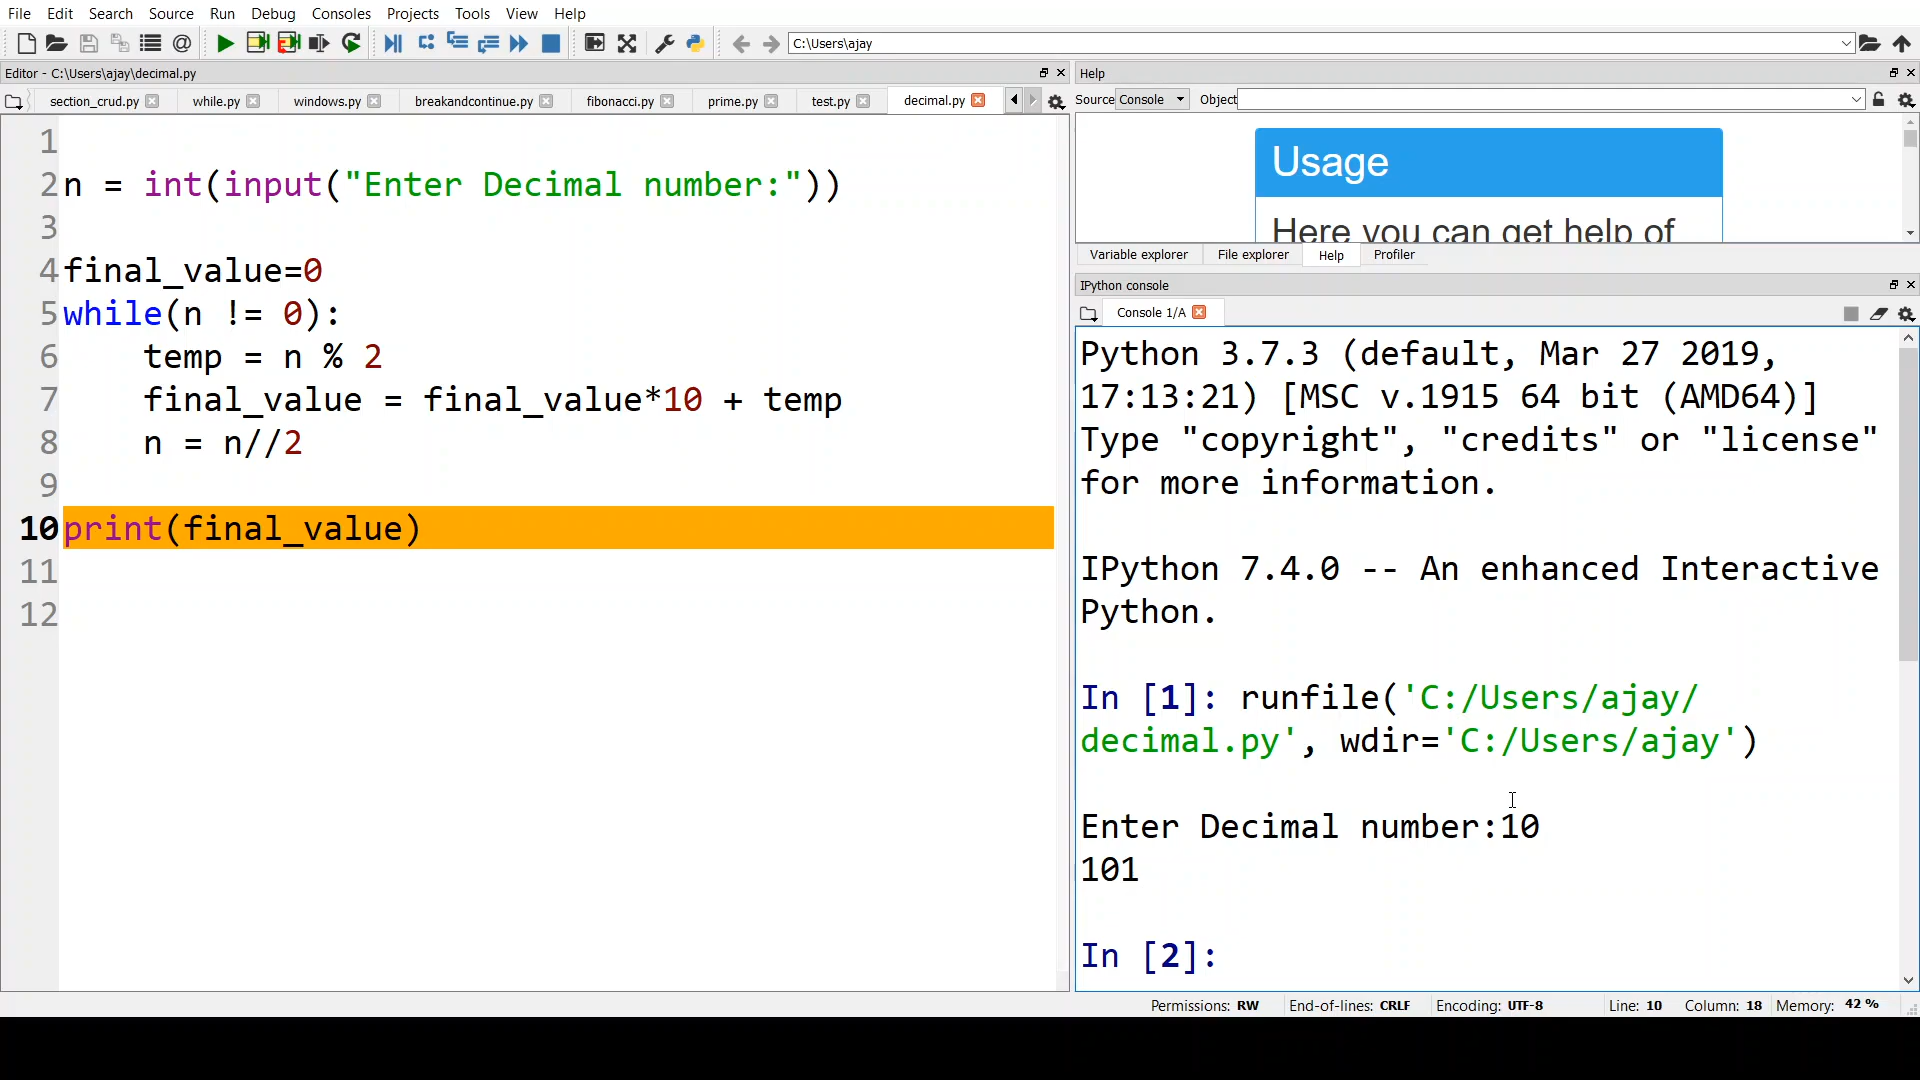 File Edit Search Source Run Debug Consoles Projects Tools View Help
C:\Users\ajay
Editor - C:\Users\ajay\decimal.py
section_crud.py while.py windows.py breakandcontinue.py fibonacci.py prime.py test.py decimal.py
1
2 n = int(input("Enter Decimal number:"))
3
4 final_value=0
5 while(n != 0):
6 temp = n % 2
7 final_value = final_value*10 + temp
8 n = n//2
9
10 print(final_value)
11
12
Help
Source Console Object
Usage
Here you can get help of
Variable explorer File explorer Help Profiler
IPython console
Console 1/A
Python 3.7.3 (default, Mar 27 2019,
17:13:21) [MSC v.1915 64 bit (AMD64)]
Type "copyright", "credits" or "license"
for more information.
IPython 7.4.0 -- An enhanced Interactive
Python.
In [1]: runfile('C:/Users/ajay/
decimal.py', wdir='C:/Users/ajay')
Enter Decimal number:10
101
In [2]:
Permissions: RW End-of-lines: CRLF Encoding: UTF-8 Line: 10 Column: 18 Memory: 42 %